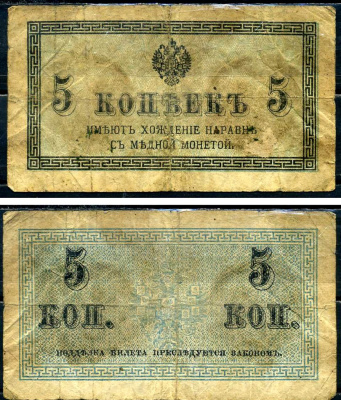 5 КОПѢЕКЪ 5
ИМѢЮТЪ ХОЖДЕНІЕ НАРАВНѢ
СЪ МѢДНОЙ МОНЕТОЙ.
5 5
КОП. КОП.
ПОДДѢЛКА БИЛЕТА ПРЕСЛѢДУЕТСЯ ЗАКОНОМЪ.